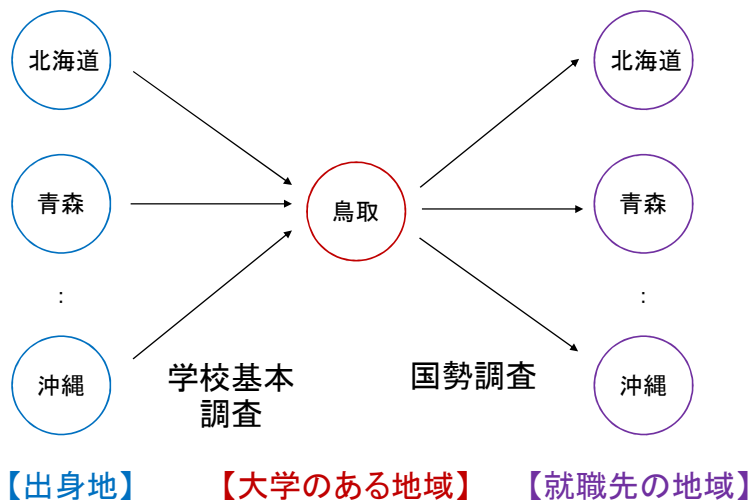 北海道
青森
:
沖縄
鳥取
北海道
青森
:
沖縄
学校基本
調査
国勢調査
【出身地】
【大学のある地域】
【就職先の地域】